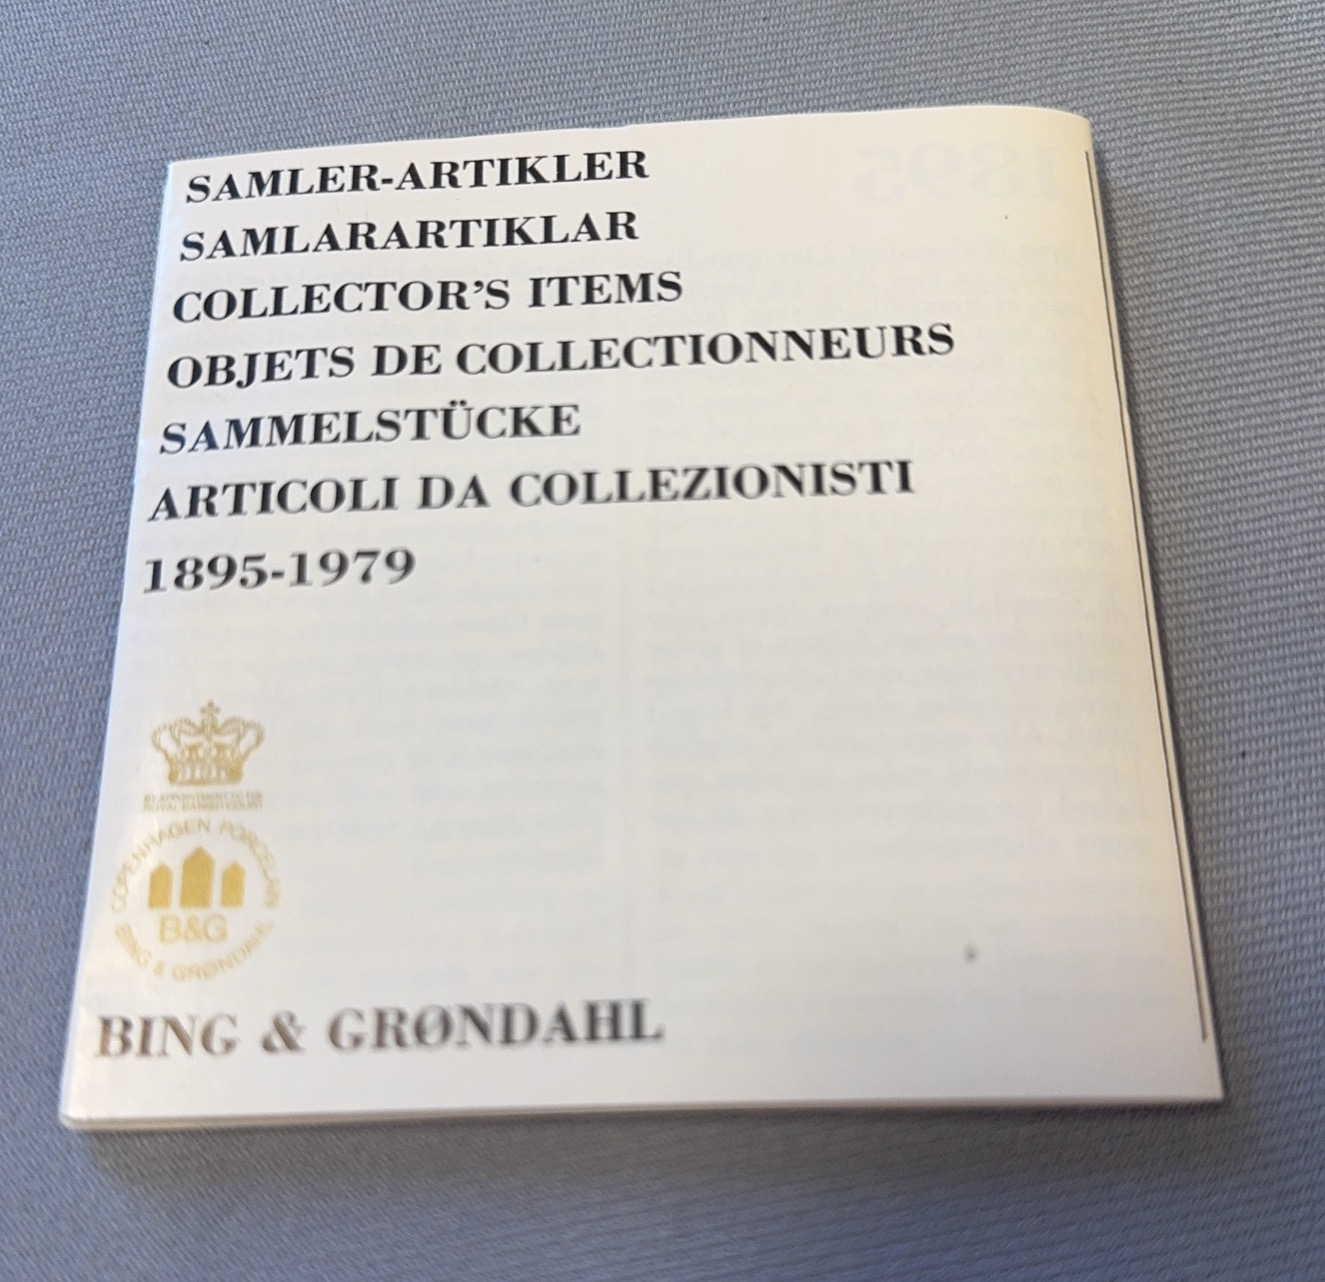 SAMLER-ARTIKLER
SAMLARARTIKLAR
COLLECTOR'S ITEMS
OBJETS DE COLLECTIONNEURS
SAMMELSTÜCKE
ARTICOLI DA COLLEZIONISTI
1895-1979
COPENHAGEN PORCELAIN
B&G
BING & GRØNDAHL
BING & GRØNDAHL
1895